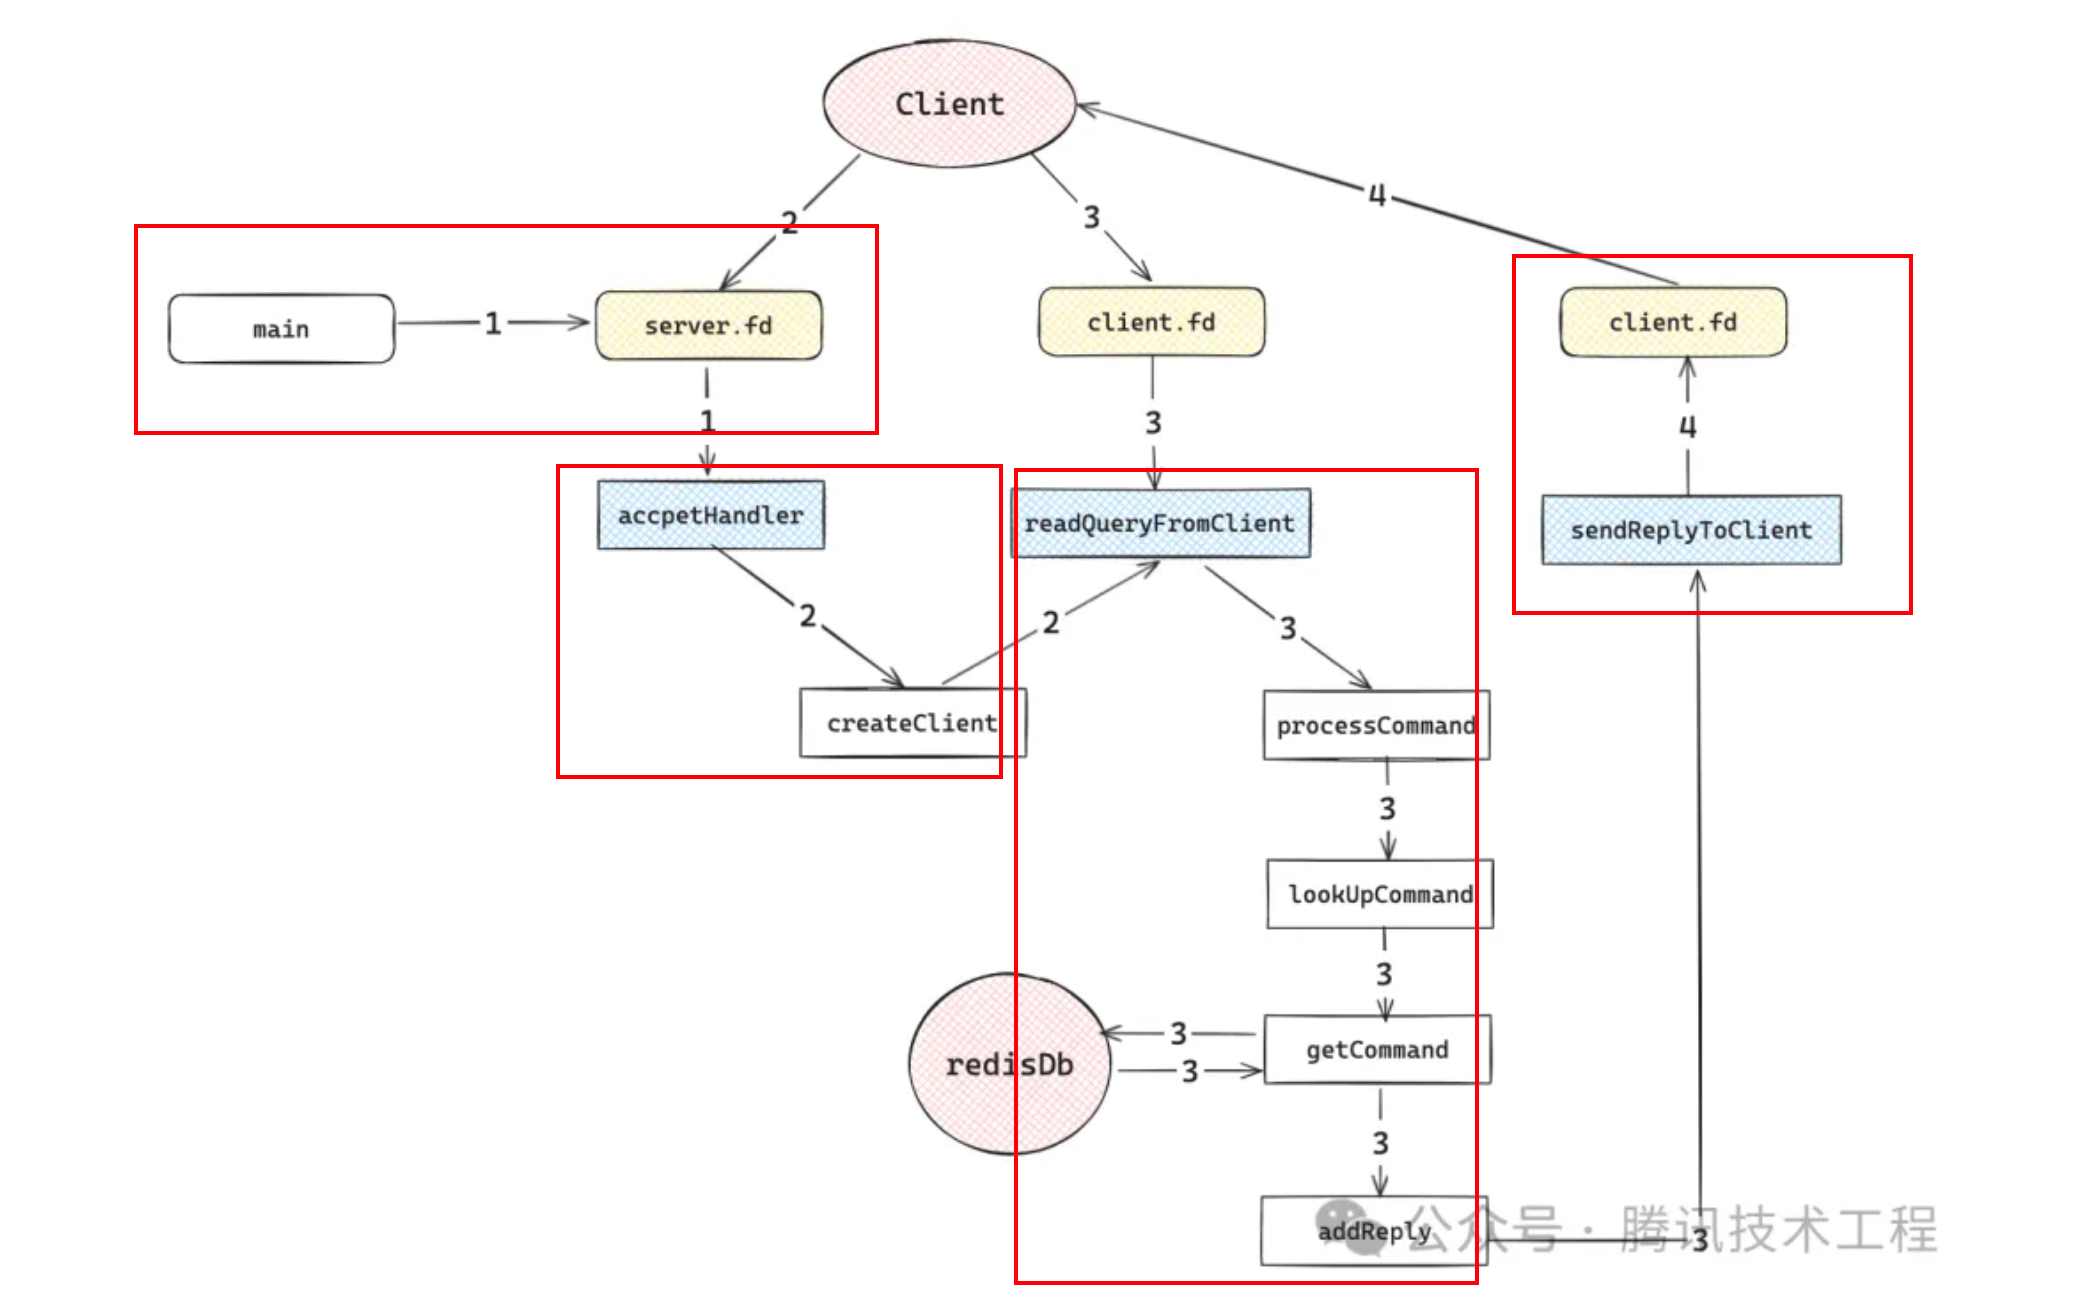 Client
2
3
4
main
1
server.fd
client.fd
client.fd
1
3
4
accpetHandler
readQueryFromClient
sendReplyToClient
2
2
3
createClient
processCommand
3
lookUpCommand
3
redisDb
3
3
getCommand
3
addReply
3
公众号 · 腾讯技术工程